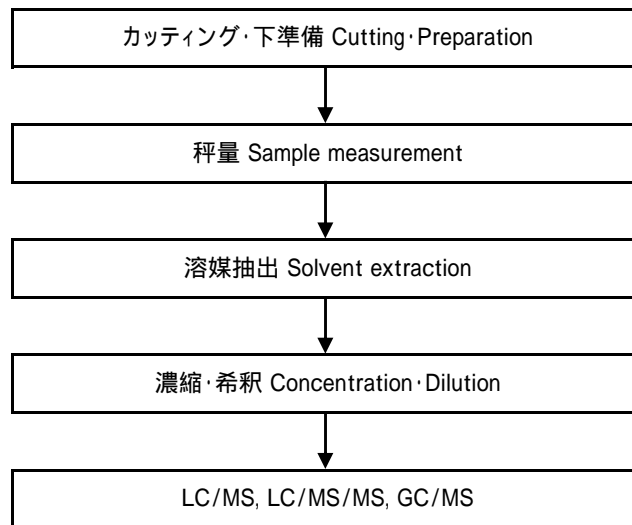 カッティング・下準備 Cutting・Preparation
秤量 Sample measurement
溶媒抽出 Solvent extraction
濃縮・希釈 Concentration・Dilution
LC/MS, LC/MS/MS, GC/MS